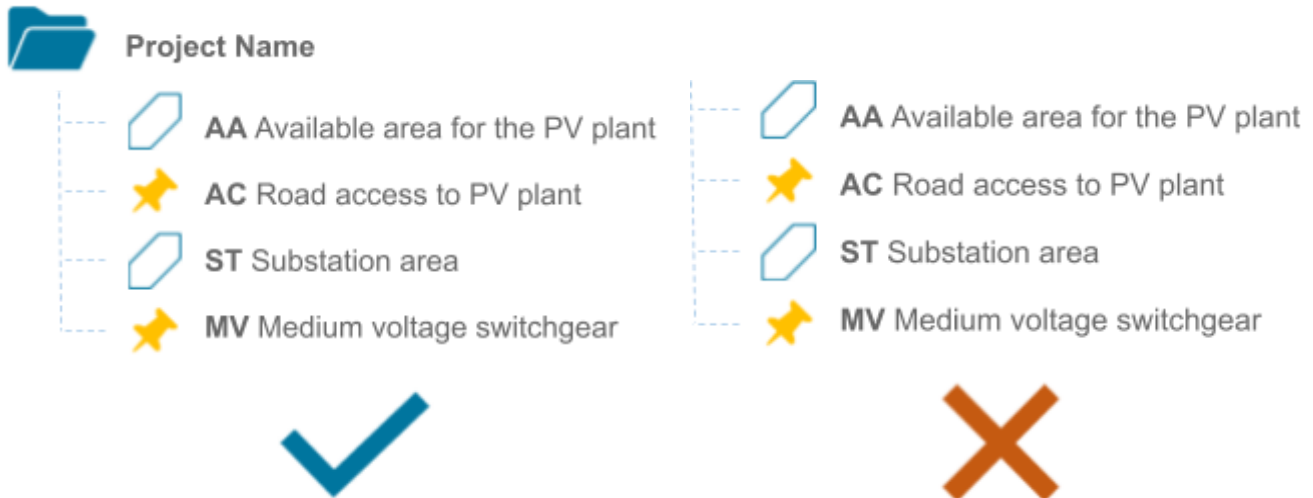 Project Name
AA Available area for the PV plant
AC Road access to PV plant
ST Substation area
MV Medium voltage switchgear
AA Available area for the PV plant
AC Road access to PV plant
ST Substation area
MV Medium voltage switchgear